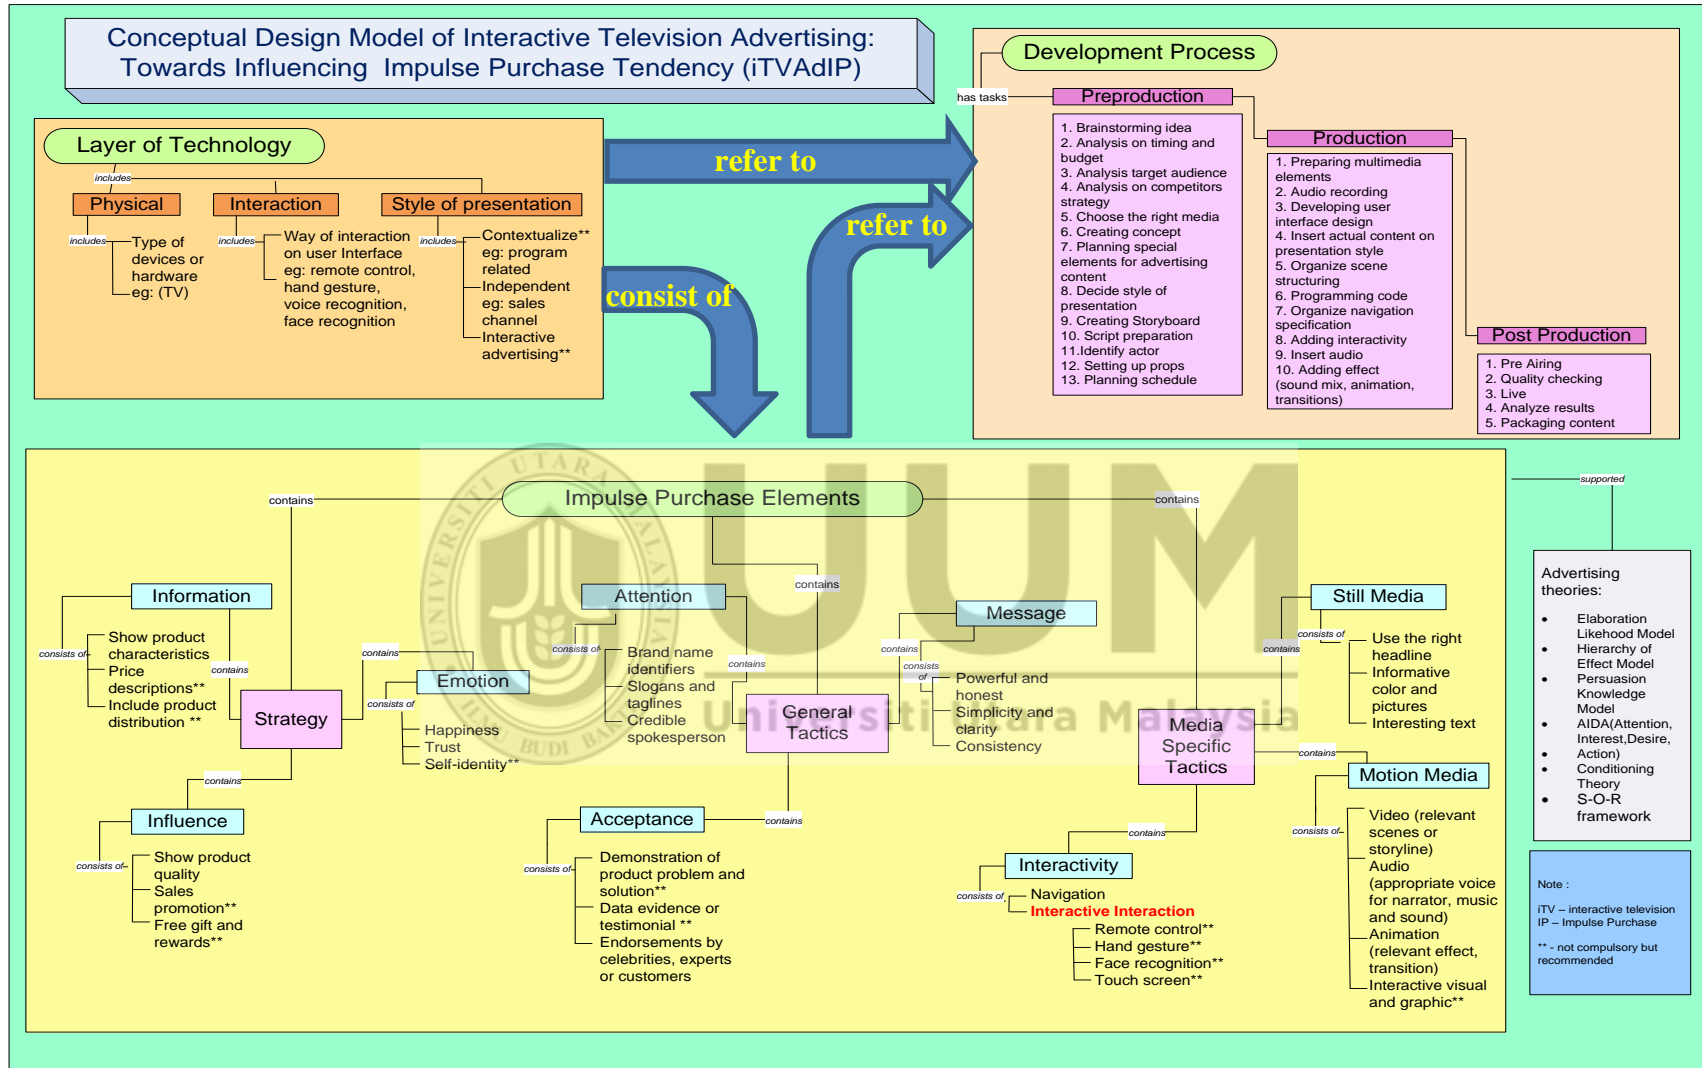 Conceptual Design Model of Interactive Television Advertising:
Towards Influencing Impulse Purchase Tendency (iTVAdIP)
Layer of Technology
includes
Physical
includes
Type of
devices or
hardware
eg: (TV)
Interaction
includes
Way of interaction
on user Interface
eg: remote control,
hand gesture,
voice recognition,
face recognition
Style of presentation
includes
Contextualize**
eg: program
related
Independent
eg: sales
channel
Interactive
advertising**
refer to
consist of
refer to
Development Process
has tasks
Preproduction
1. Brainstorming idea
2. Analysis on timing and
budget
3. Analysis target audience
4. Analysis on competitors
strategy
5. Choose the right media
6. Creating concept
7. Planning special
elements for advertising
content
8. Decide style of
presentation
9. Creating Storyboard
10. Script preparation
11.Identify actor
12. Setting up props
13. Planning schedule
Production
1. Preparing multimedia
elements
2. Audio recording
3. Developing user
interface design
4. Insert actual content on
presentation style
5. Organize scene
structuring
6. Programming code
7. Organize navigation
specification
8. Adding interactivity
9. Insert audio
10. Adding effect
(sound mix, animation,
transitions)
Post Production
1. Pre Airing
2. Quality checking
3. Live
4. Analyze results
5. Packaging content
Impulse Purchase Elements
contains
contains
contains
Information
consists of
Show product
characteristics
Price
descriptions**
Include product
distribution **
contains
Strategy
contains
Emotion
consists of
Happiness
Trust
Self-identity**
contains
Influence
consists of
Show product
quality
Sales
promotion**
Free gift and
rewards**
Attention
consists of
Brand name
identifiers
Slogans and
taglines
Credible
spokesperson
contains
General
Tactics
contains
Message
consists
of
Powerful and
honest
Simplicity and
clarity
Consistency
contains
Acceptance
consists of
Demonstration of
product problem and
solution**
Data evidence or
testimonial **
Endorsements by
celebrities, experts
or customers
Media
Specific
Tactics
contains
Still Media
consists of
Use the right
headline
Informative
color and
pictures
Interesting text
contains
Motion Media
consists of
Video (relevant
scenes or
storyline)
Audio
(appropriate voice
for narrator, music
and sound)
Animation
(relevant effect,
transition)
Interactive visual
and graphic**
contains
Interactivity
consists of
Navigation
Interactive Interaction
Remote control**
Hand gesture**
Face recognition**
Touch screen**
supported
Advertising
theories:
• Elaboration
Likehood Model
• Hierarchy of
Effect Model
• Persuasion
Knowledge
Model
• AIDA(Attention,
Interest,Desire,
• Action)
• Conditioning
Theory
• S-O-R
framework
Note :
iTV – interactive television
IP – Impulse Purchase
** - not compulsory but
recommended
UUM
Universiti Utara Malaysia
UNIVERSITI UTARA MALAYSIA
ILMU BUDI BAKTI